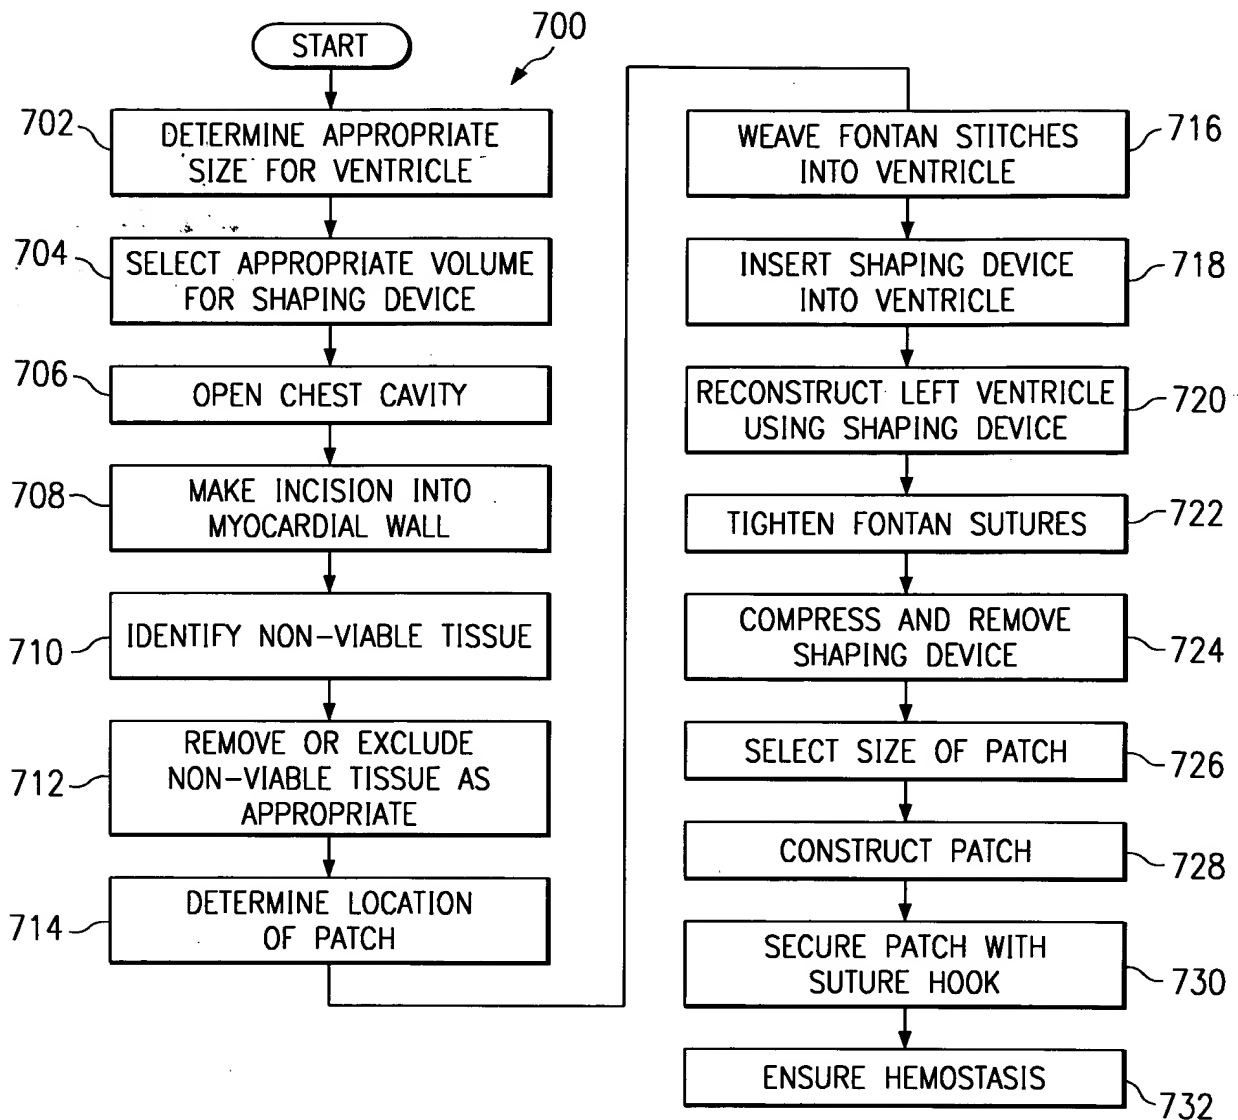 START
700
702
DETERMINE APPROPRIATE
SIZE FOR VENTRICLE
704
SELECT APPROPRIATE VOLUME
FOR SHAPING DEVICE
706
OPEN CHEST CAVITY
708
MAKE INCISION INTO
MYOCARDIAL WALL
710
IDENTIFY NON-VIABLE TISSUE
712
REMOVE OR EXCLUDE
NON-VIABLE TISSUE AS
APPROPRIATE
714
DETERMINE LOCATION
OF PATCH
WEAVE FONTAN STITCHES
INTO VENTRICLE
716
INSERT SHAPING DEVICE
INTO VENTRICLE
718
RECONSTRUCT LEFT VENTRICLE
USING SHAPING DEVICE
720
TIGHTEN FONTAN SUTURES
722
COMPRESS AND REMOVE
SHAPING DEVICE
724
SELECT SIZE OF PATCH
726
CONSTRUCT PATCH
728
SECURE PATCH WITH
SUTURE HOOK
730
ENSURE HEMOSTASIS
732